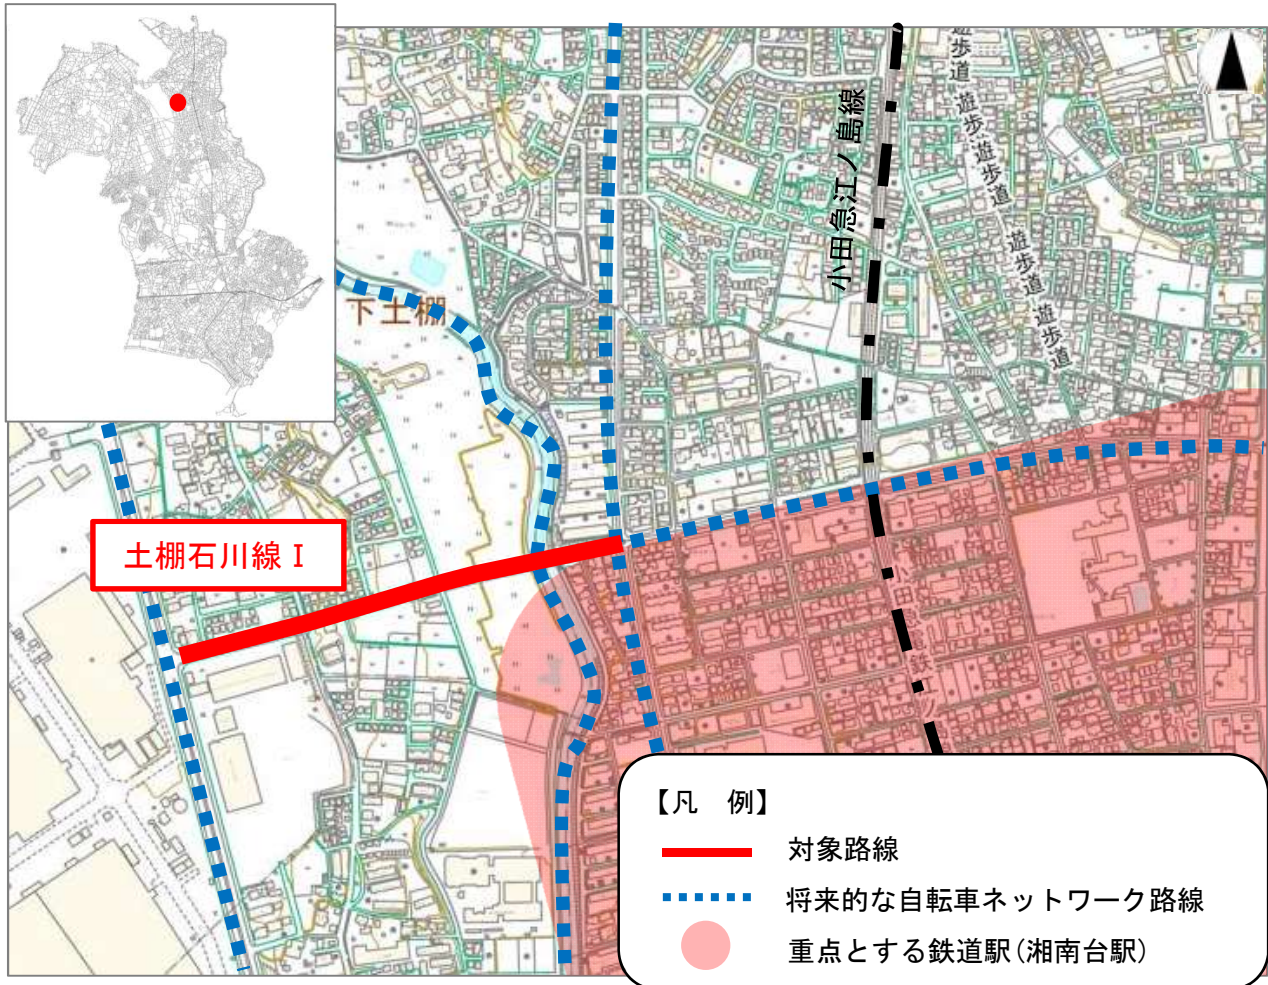 小田急江ノ島線
遊歩道
遊歩道
遊歩道
遊歩道
遊歩道
下土棚
土棚石川線Ⅰ
【凡　例】
対象路線
将来的な自転車ネットワーク路線
重点とする鉄道駅(湘南台駅)